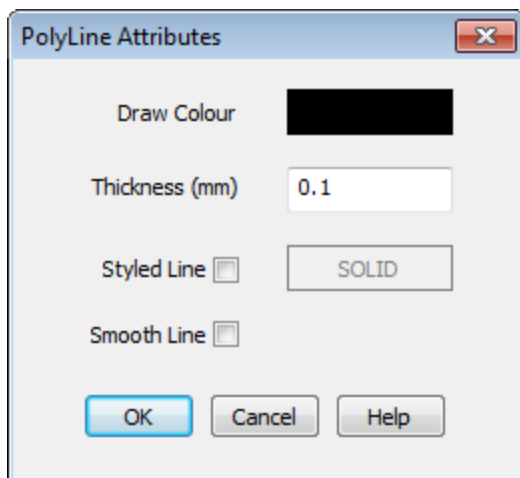 PolyLine Attributes
Draw Colour
Thickness (mm) 0.1
Styled Line SOLID
Smooth Line
OK Cancel Help